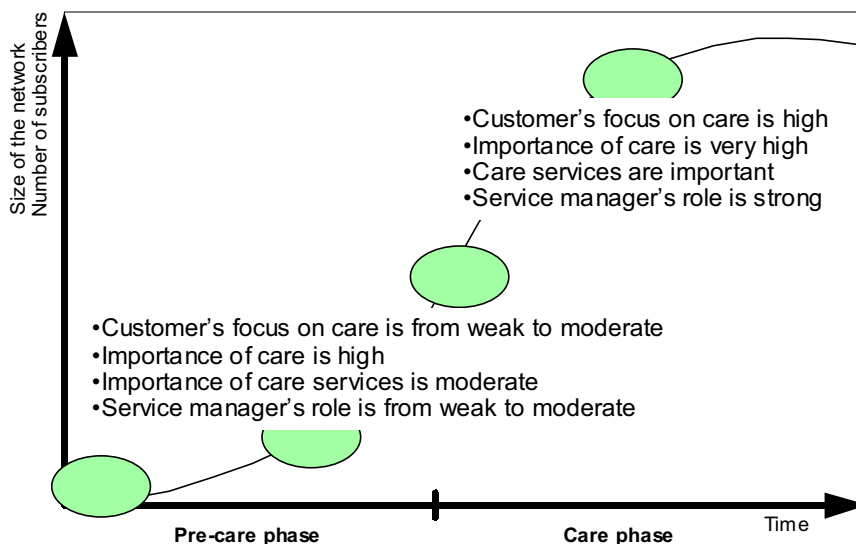 Size of the network
Number of subscribers
•Customer's focus on care is high
•Importance of care is very high
•Care services are important
•Service manager's role is strong
•Customer's focus on care is from weak to moderate
•Importance of care is high
•Importance of care services is moderate
•Service manager's role is from weak to moderate
Pre-care phase
Care phase
Time